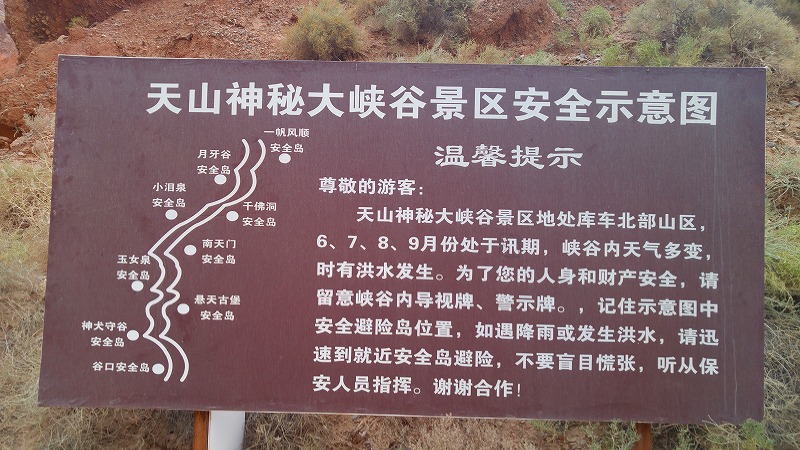 天山神秘大峡谷景区安全示意图
温馨提示
尊敬的游客：
天山神秘大峡谷景区地处库车北部山区，
6、7、8、9月份处于讯期，峡谷内天气多变，
时有洪水发生。为了您的人身和财产安全，请
留意峡谷内导视牌、警示牌。，记住示意图中
安全避险岛位置，如遇降雨或发生洪水，请迅
速到就近安全岛避险，不要盲目慌张，听从保
安人员指挥。谢谢合作！
一帆风顺
安全岛
月牙谷
安全岛
小泪泉
安全岛
千佛洞
安全岛
南天门
安全岛
玉女泉
安全岛
悬天古堡
安全岛
神犬守谷
安全岛
谷口安全岛